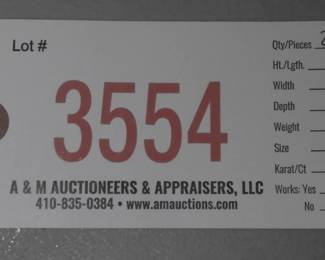 Lot #
3554
A & M AUCTIONEERS & APPRAISERS, LLC
410-835-0384 • www.amauctions.com
Qty/Pieces
Ht./Lgth.
Width
Depth
Weight
Size
Karat/Ct
Works: Yes
No